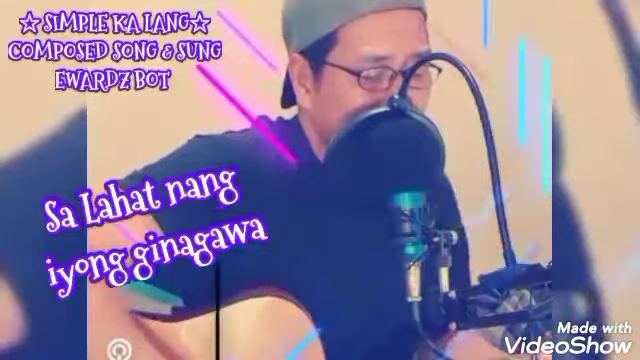 ☆ SIMPLE KA LANG☆
COMPOSED SONG & SUNG
EWARDZ BOT
Sa Lahat nang
iyong ginagawa
Made with
VideoShow